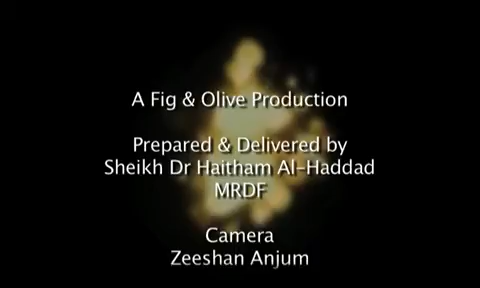 A Fig & Olive Production
Prepared & Delivered by
Sheikh Dr Haitham Al-Haddad
MRDF
Camera
Zeeshan Anjum